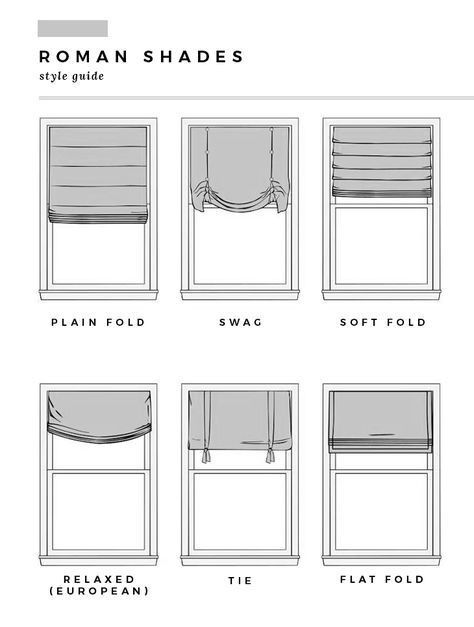 ROMAN SHADES
style guide
PLAIN FOLD
SWAG
SOFT FOLD
RELAXED
(EUROPEAN)
TIE
FLAT FOLD